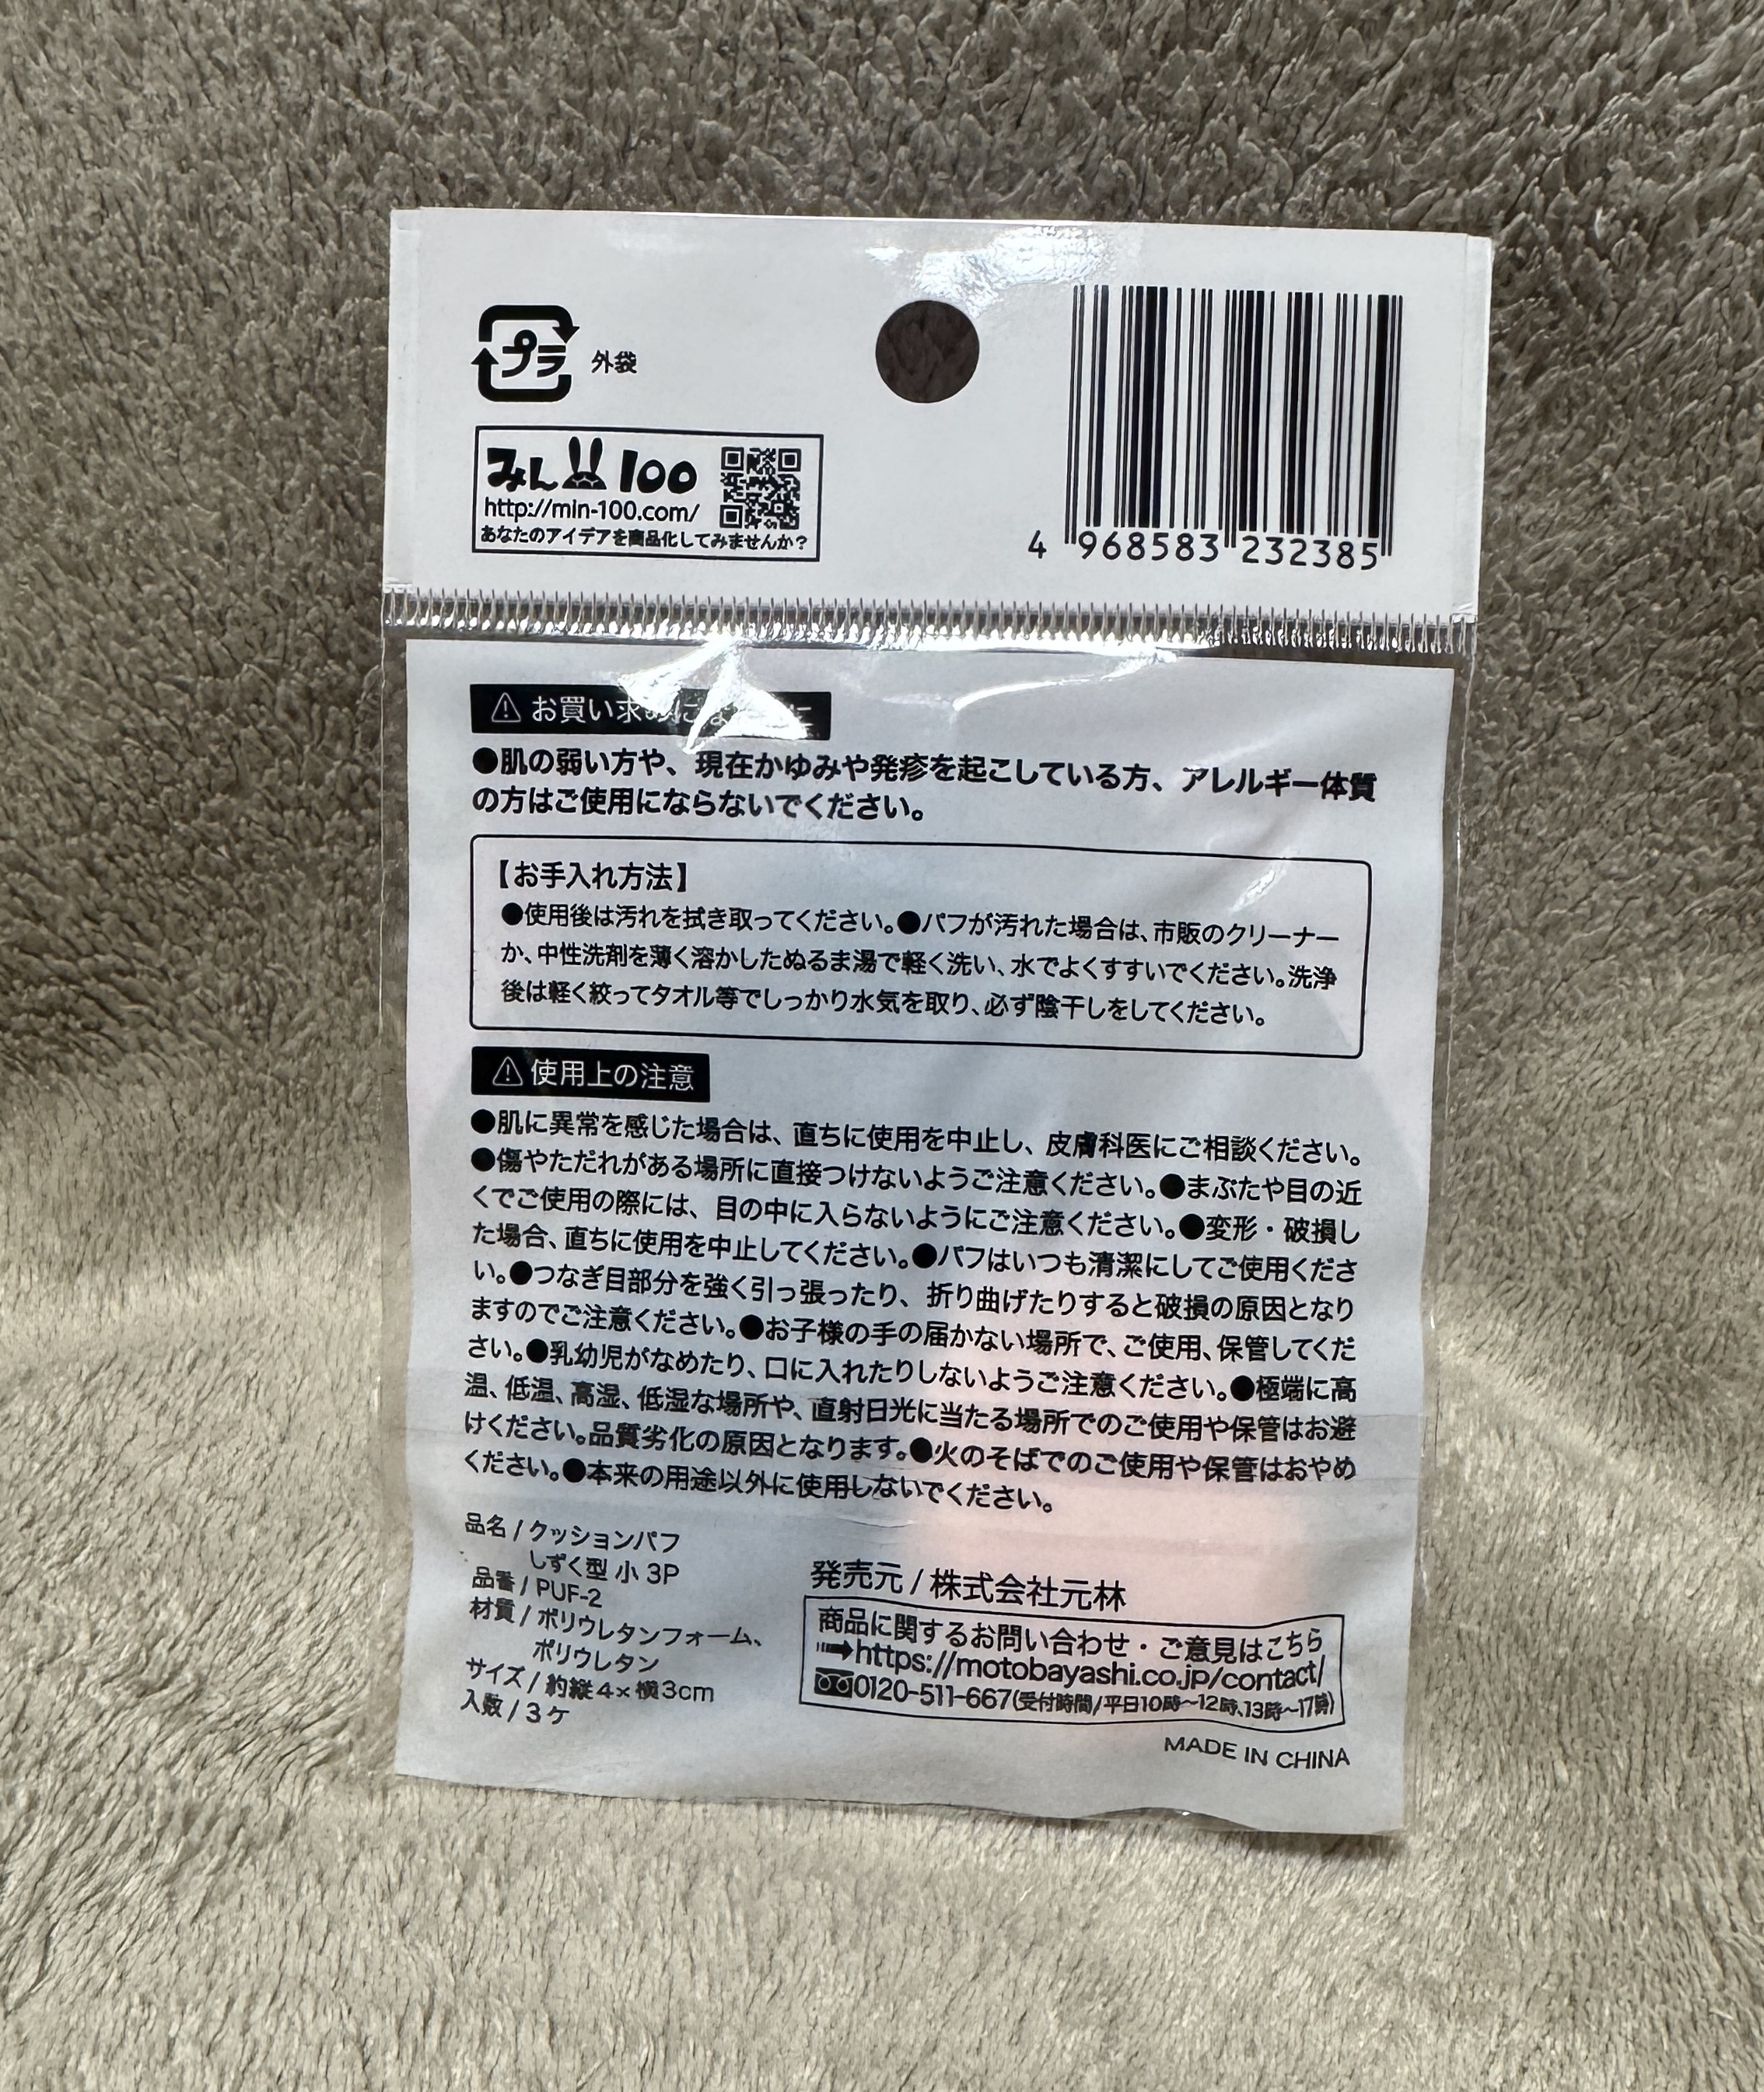 プラ 外袋
みん 100
http://min-100.com/
あなたのアイデアを商品化してみませんか?
4 968583 232385
お買い求め
●肌の弱い方や、現在かゆみや発疹を起こしている方、アレルギー体質
の方はご使用にならないでください。
【お手入れ方法】
●使用後は汚れを拭き取ってください。●パフが汚れた場合は、市販のクリーナー
か、中性洗剤を薄く溶かしたぬるま湯で軽く洗い、水でよくすすいでください。洗浄
後は軽く絞ってタオル等でしっかり水気を取り、必ず陰干しをしてください。
使用上の注意
●肌に異常を感じた場合は、直ちに使用を中止し、皮膚科医にご相談ください。
●傷やただれがある場所に直接つけないようご注意ください。●まぶたや目の近
くでご使用の際には、目の中に入らないようにご注意ください。●変形・破損し
た場合、直ちに使用を中止してください。●パフはいつも清潔にしてご使用くださ
い。●つなぎ目部分を強く引っ張ったり、折り曲げたりすると破損の原因となり
ますのでご注意ください。●お子様の手の届かない場所で、ご使用、保管してくだ
さい。●乳幼児がなめたり、口に入れたりしないようご注意ください。●極端に高
温、低温、高湿、低湿な場所や、直射日光に当たる場所でのご使用や保管はお避
けください。品質劣化の原因となります。●火のそばでのご使用や保管はおやめ
ください。●本来の用途以外に使用しないでください。
品名/クッションパフ
しずく型 小 3P
品番/PUF-2
材質/ポリウレタンフォーム、
ポリウレタン
サイズ/約縦4×横3cm
入数/3ケ
発売元/株式会社元林
商品に関するお問い合わせ・ご意見はこちら
https://motobayashi.co.jp/contact/
0120-511-667(受付時間/平日10時〜12時、13時〜17時)
MADE IN CHINA